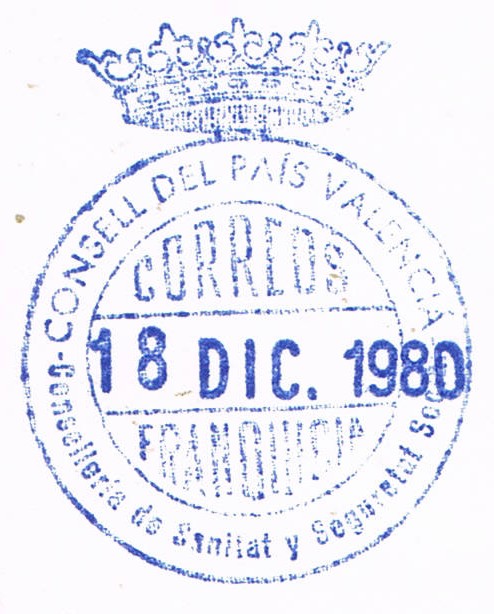 CONSELL DEL PAÍS VALENCIÀ
CORREOS
18 DIC. 1980
FRANQUICIA
Conselleria de Sanitat y Seguretat